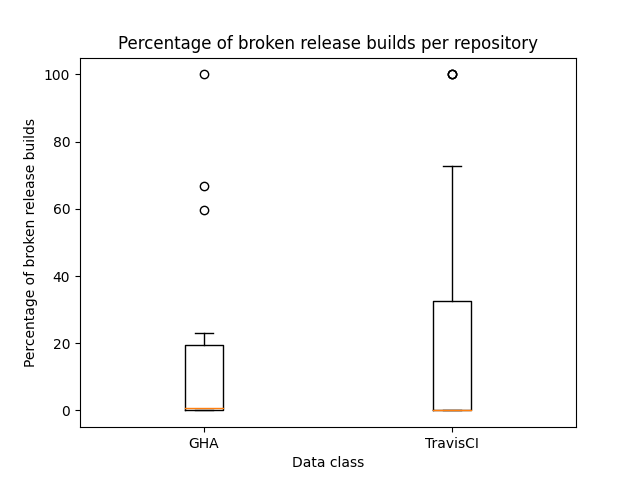 Percentage of broken release builds per repository
Percentage of broken release builds
100
80
60
40
20
0
GHA
TravisCI
Data class